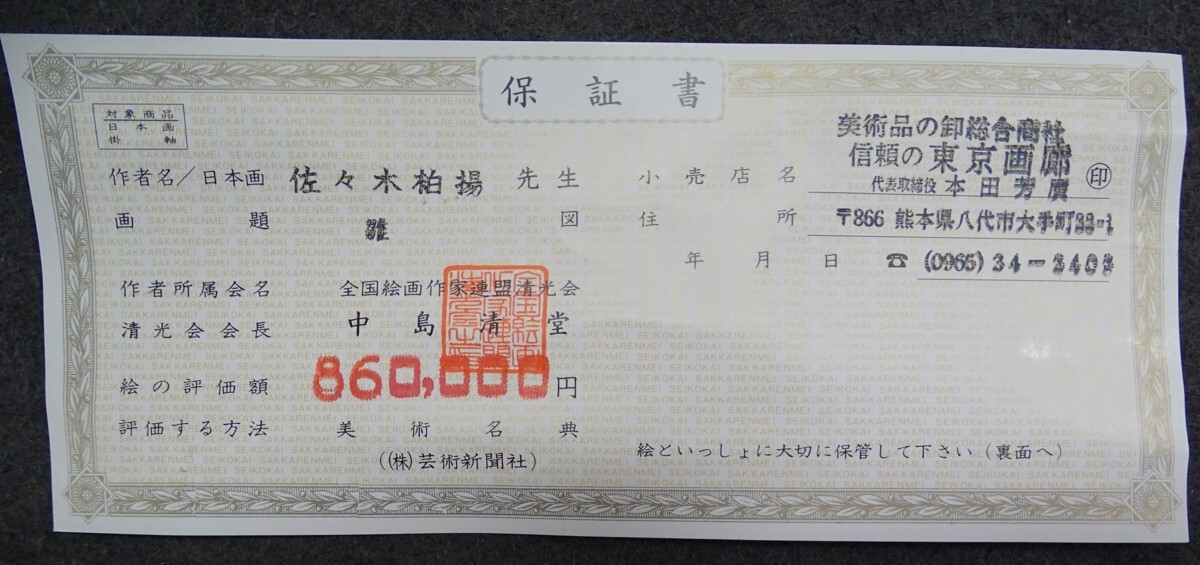 保証書
対象商品
日本画
掛軸
美術品の卸総合商社
信頼の東京画廊
代表取締役 本田芳廣 印
作者名/日本画 佐々木柏揚 先生 小売店名
画題 図 住所 〒866 熊本県八代市大手町
年 月 日 ☎ (0965) 34-3403
作者所属会名 全国絵画作家連盟清光会
清光会会長 中島清堂
絵の評価額 860,000円
評価する方法 美術名典
((株)芸術新聞社)
絵といっしょに大切に保管して下さい(裏面へ)
SEIKOKAI SAKKARENMEI